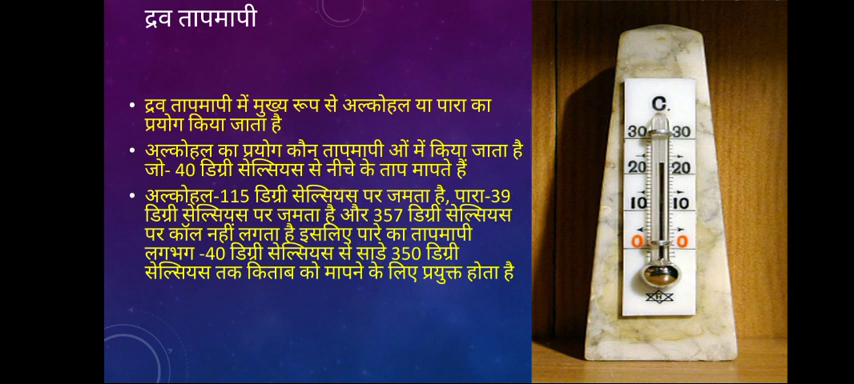 द्रव तापमापी
• द्रव तापमापी में मुख्य रूप से अल्कोहल या पारा का
प्रयोग किया जाता है
• अल्कोहल का प्रयोग कौन तापमापी ओं में किया जाता है
जो- 40 डिग्री सेल्सियस से नीचे के ताप मापते हैं
• अल्कोहल-115 डिग्री सेल्सियस पर जमता है, पारा-39
डिग्री सेल्सियस पर जमता है और 357 डिग्री सेल्सियस
पर कॉल नहीं लगता है इसलिए पारे का तापमापी
लगभग -40 डिग्री सेल्सियस से साडे 350 डिग्री
सेल्सियस तक किताब को मापने के लिए प्रयुक्त होता है
C.
30 30
20 20
10 10
0 0